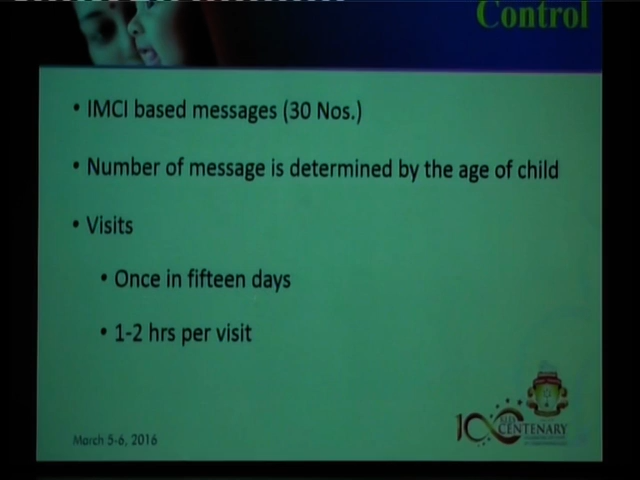 Control
• IMCI based messages (30 Nos.)
• Number of message is determined by the age of child
• Visits
• Once in fifteen days
• 1-2 hrs per visit
March 5-6, 2016
100
CENTENARY